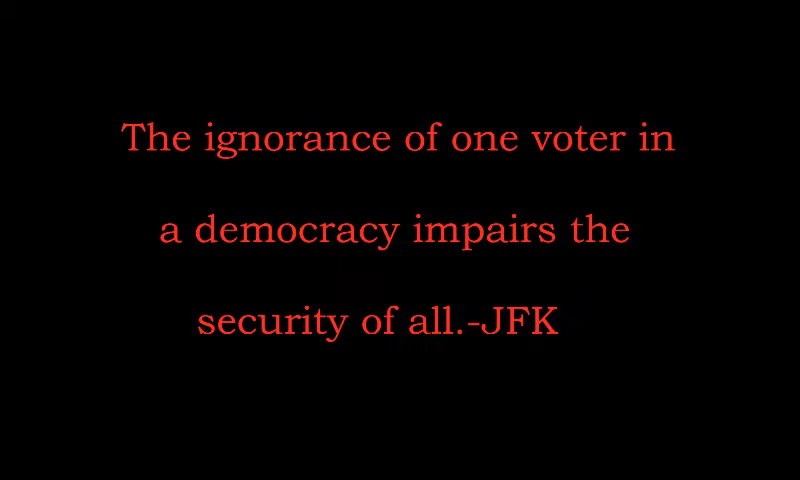 The ignorance of one voter in
a democracy impairs the
security of all.-JFK